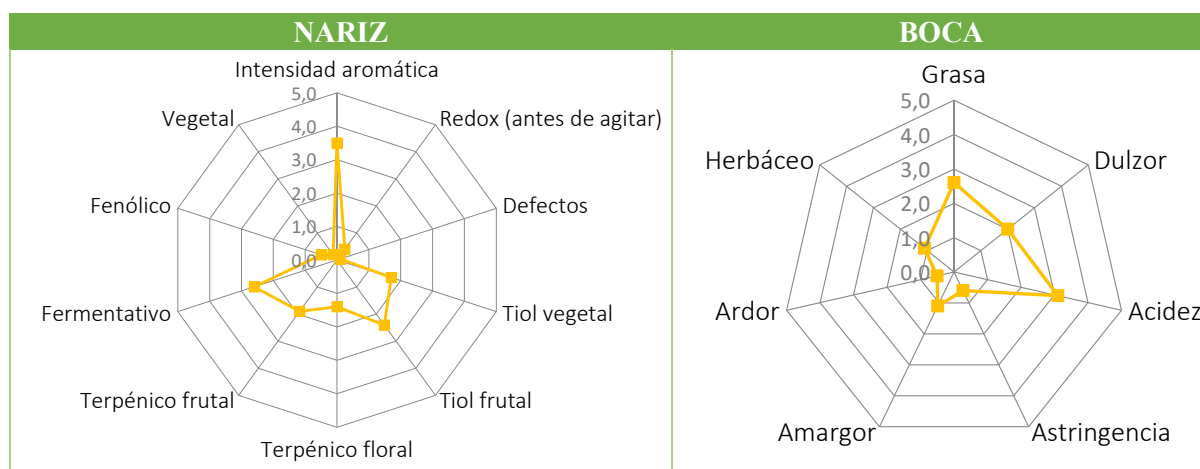 NARIZ
BOCA
Intensidad aromática
5,0
4,0
3,0
2,0
1,0
0,0
Redox (antes de agitar)
Defectos
Tiol vegetal
Tiol frutal
Terpénico floral
Terpénico frutal
Fermentativo
Fenólico
Vegetal
Grasa
5,0
4,0
3,0
2,0
1,0
0,0
Dulzor
Acidez
Astringencia
Amargor
Ardor
Herbáceo